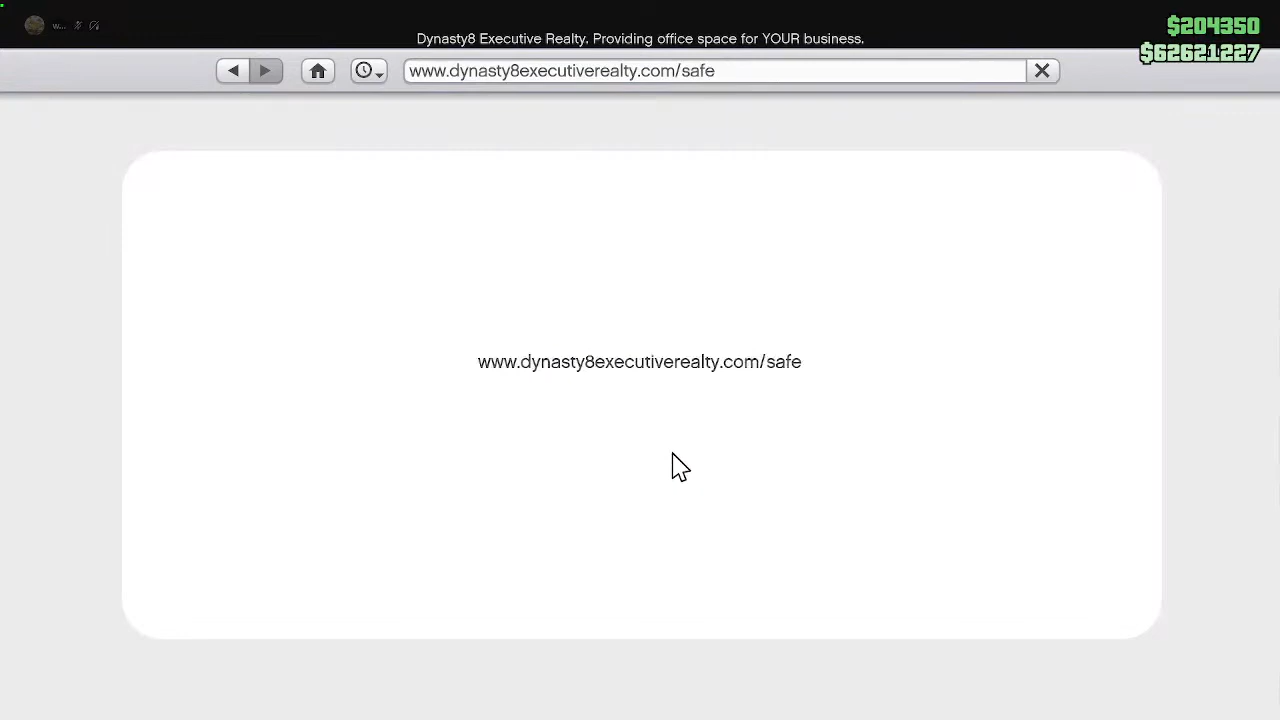 w...
Dynasty8 Executive Realty. Providing office space for YOUR business.
$204350
$62621227
www.dynasty8executiverealty.com/safe
www.dynasty8executiverealty.com/safe